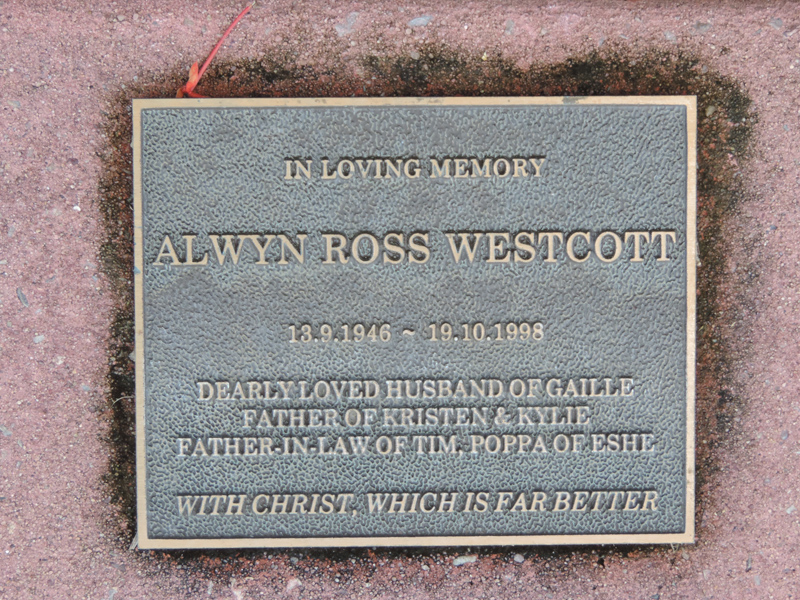 IN LOVING MEMORY
ALWYN ROSS WESTCOTT
13.9.1946 ~ 19.10.1998
DEARLY LOVED HUSBAND OF GAILLE
FATHER OF KRISTEN & KYLIE
FATHER-IN-LAW OF TIM, POPPA OF ESHE
WITH CHRIST, WHICH IS FAR BETTER